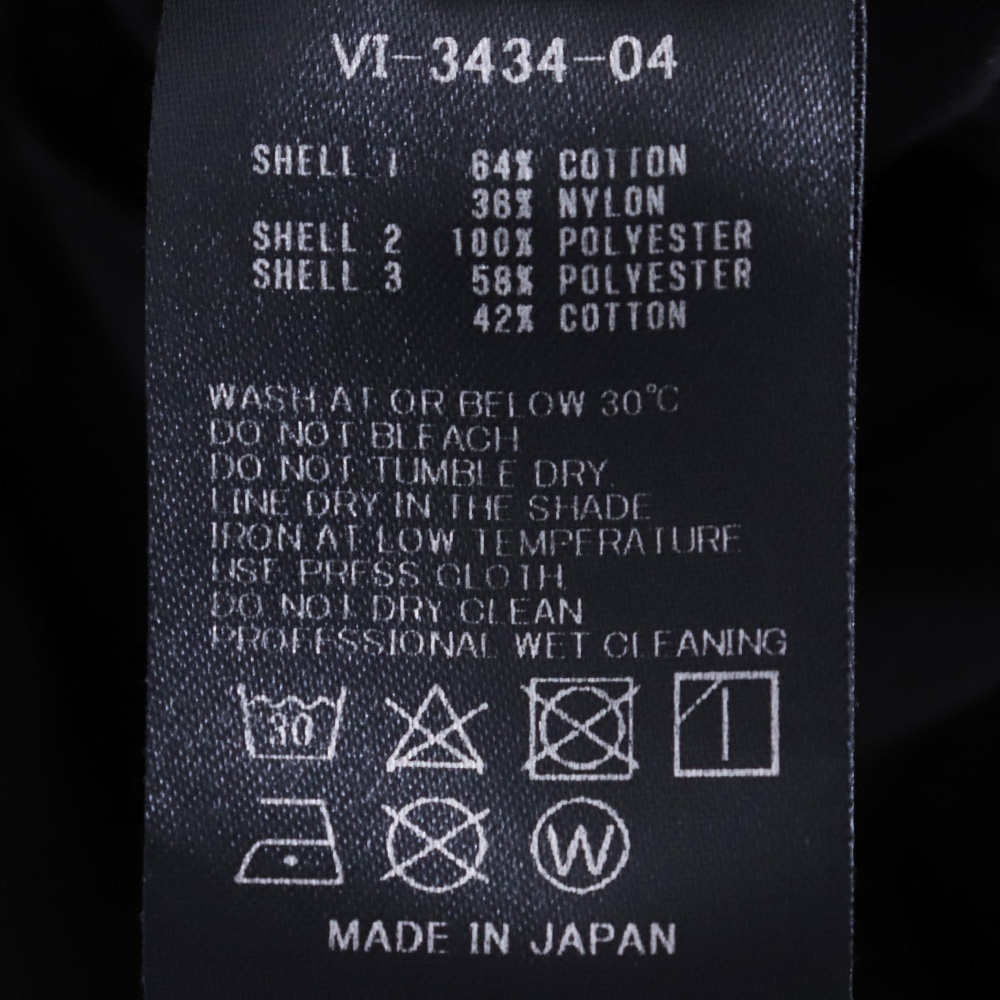 VI-3434-04
SHELL 1 64% COTTON
36% NYLON
SHELL 2 100% POLYESTER
SHELL 3 58% POLYESTER
42% COTTON
WASH AT OR BELOW 30℃
DO NOT BLEACH
DO NOT TUMBLE DRY
LINE DRY IN THE SHADE
IRON AT LOW TEMPERATURE
USE PRESS CLOTH
DO NOT DRY CLEAN
PROFESSIONAL WET CLEANING
30
W
MADE IN JAPAN